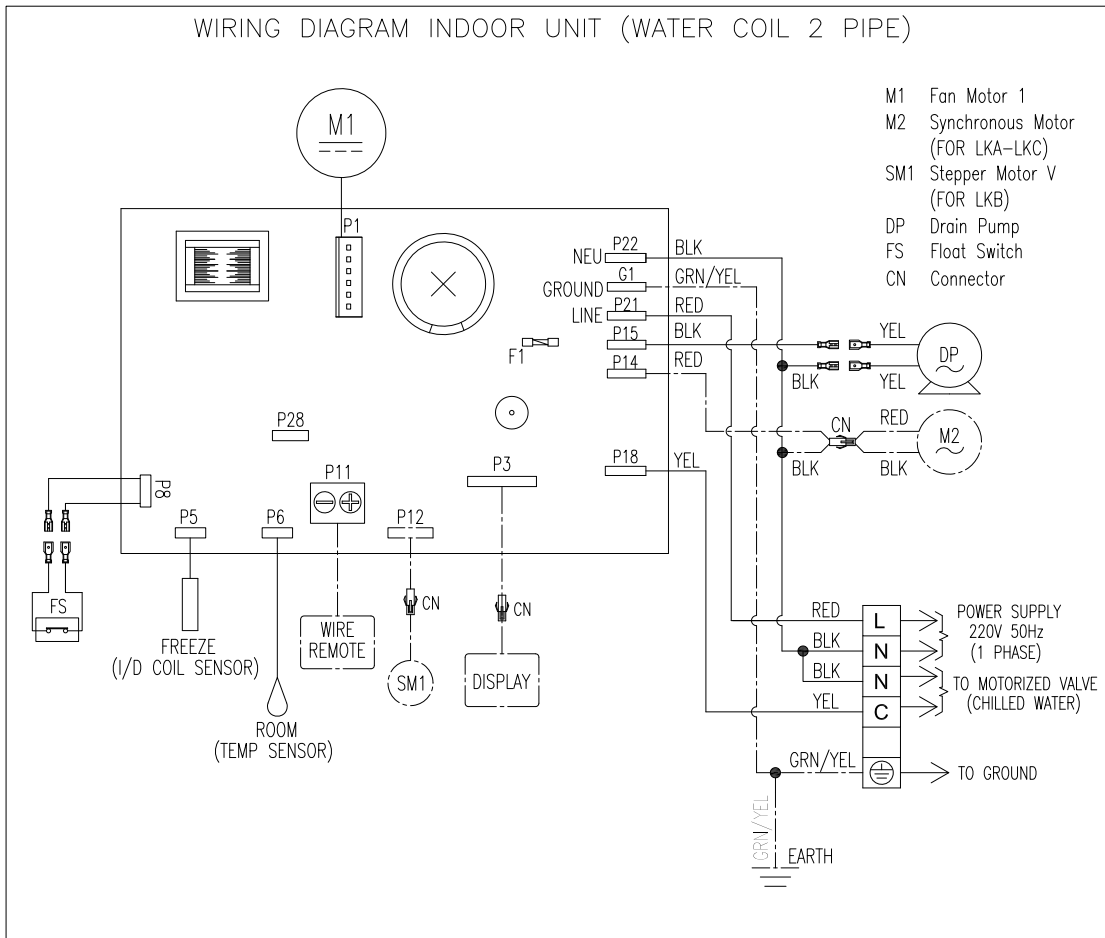 WIRING DIAGRAM INDOOR UNIT (WATER COIL 2 PIPE)
M1 Fan Motor 1
M2 Synchronous Motor
(FOR LKA-LKC)
SM1 Stepper Motor V
(FOR LKB)
DP Drain Pump
FS Float Switch
CN Connector
M1
P1
NEU P22 BLK
GROUND G1 GRN/YEL
LINE P21 RED
P15 BLK
P14 RED
F1
YEL
DP
BLK YEL
CN RED
M2
BLK BLK
P28
P18 YEL
P11
P3
P8
P5
P6
P12
FS
FREEZE
(I/D COIL SENSOR)
WIRE
REMOTE
CN
SM1
CN
DISPLAY
ROOM
(TEMP SENSOR)
RED L
BLK N
BLK N
YEL C
POWER SUPPLY
220V 50Hz
(1 PHASE)
TO MOTORIZED VALVE
(CHILLED WATER)
GRN/YEL
TO GROUND
GRN/YEL
EARTH